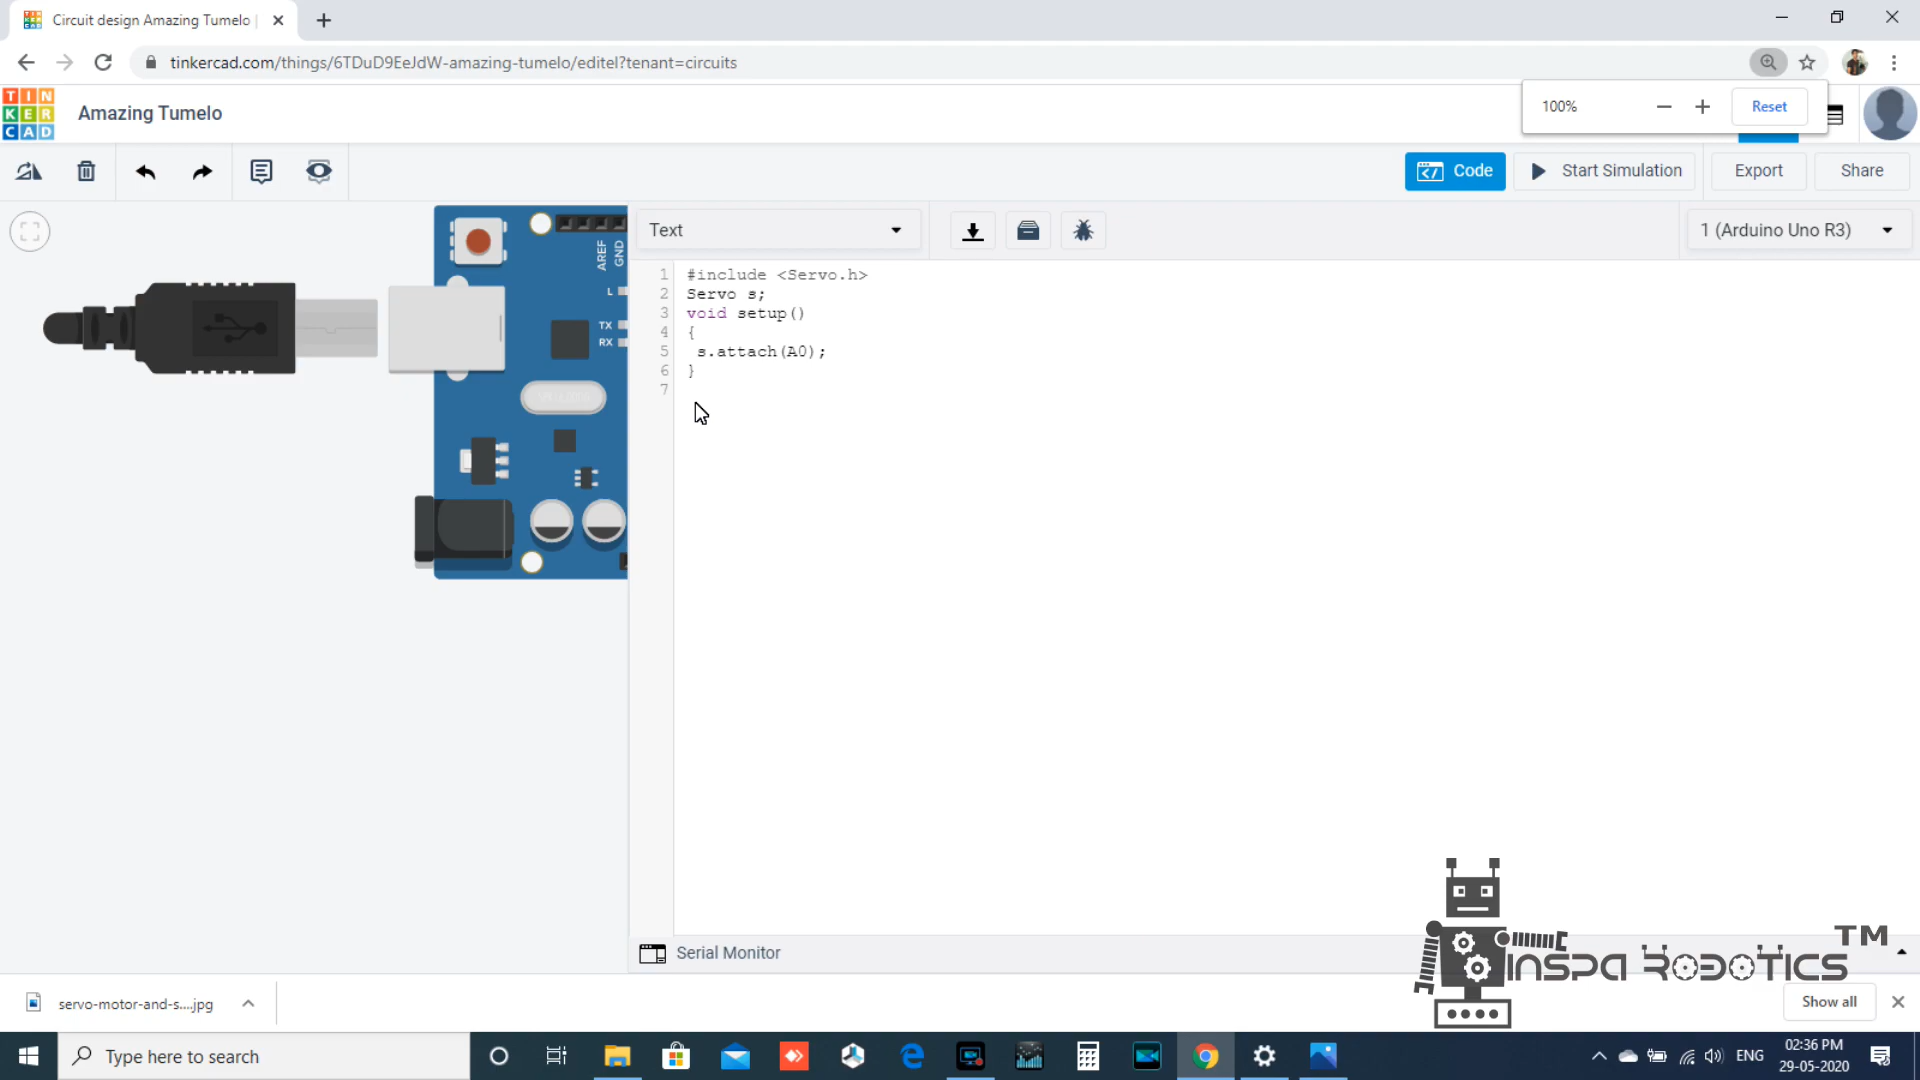 Circuit design Amazing Tumelo |
tinkercad.com/things/6TDuD9EeJdW-amazing-tumelo/editel?tenant=circuits
TIN
KER
CAD
Amazing Tumelo
100%
Reset
Code
Start Simulation
Export
Share
AREF
GND
L
TX
RX
Text
1 (Arduino Uno R3)
1 #include <Servo.h>
2 Servo s;
3 void setup()
4 {
5 s.attach(A0);
6 }
7
Serial Monitor
INSPA ROBOTICS TM
servo-motor-and-s....jpg
Show all
Type here to search
ENG
02:36 PM
29-05-2020